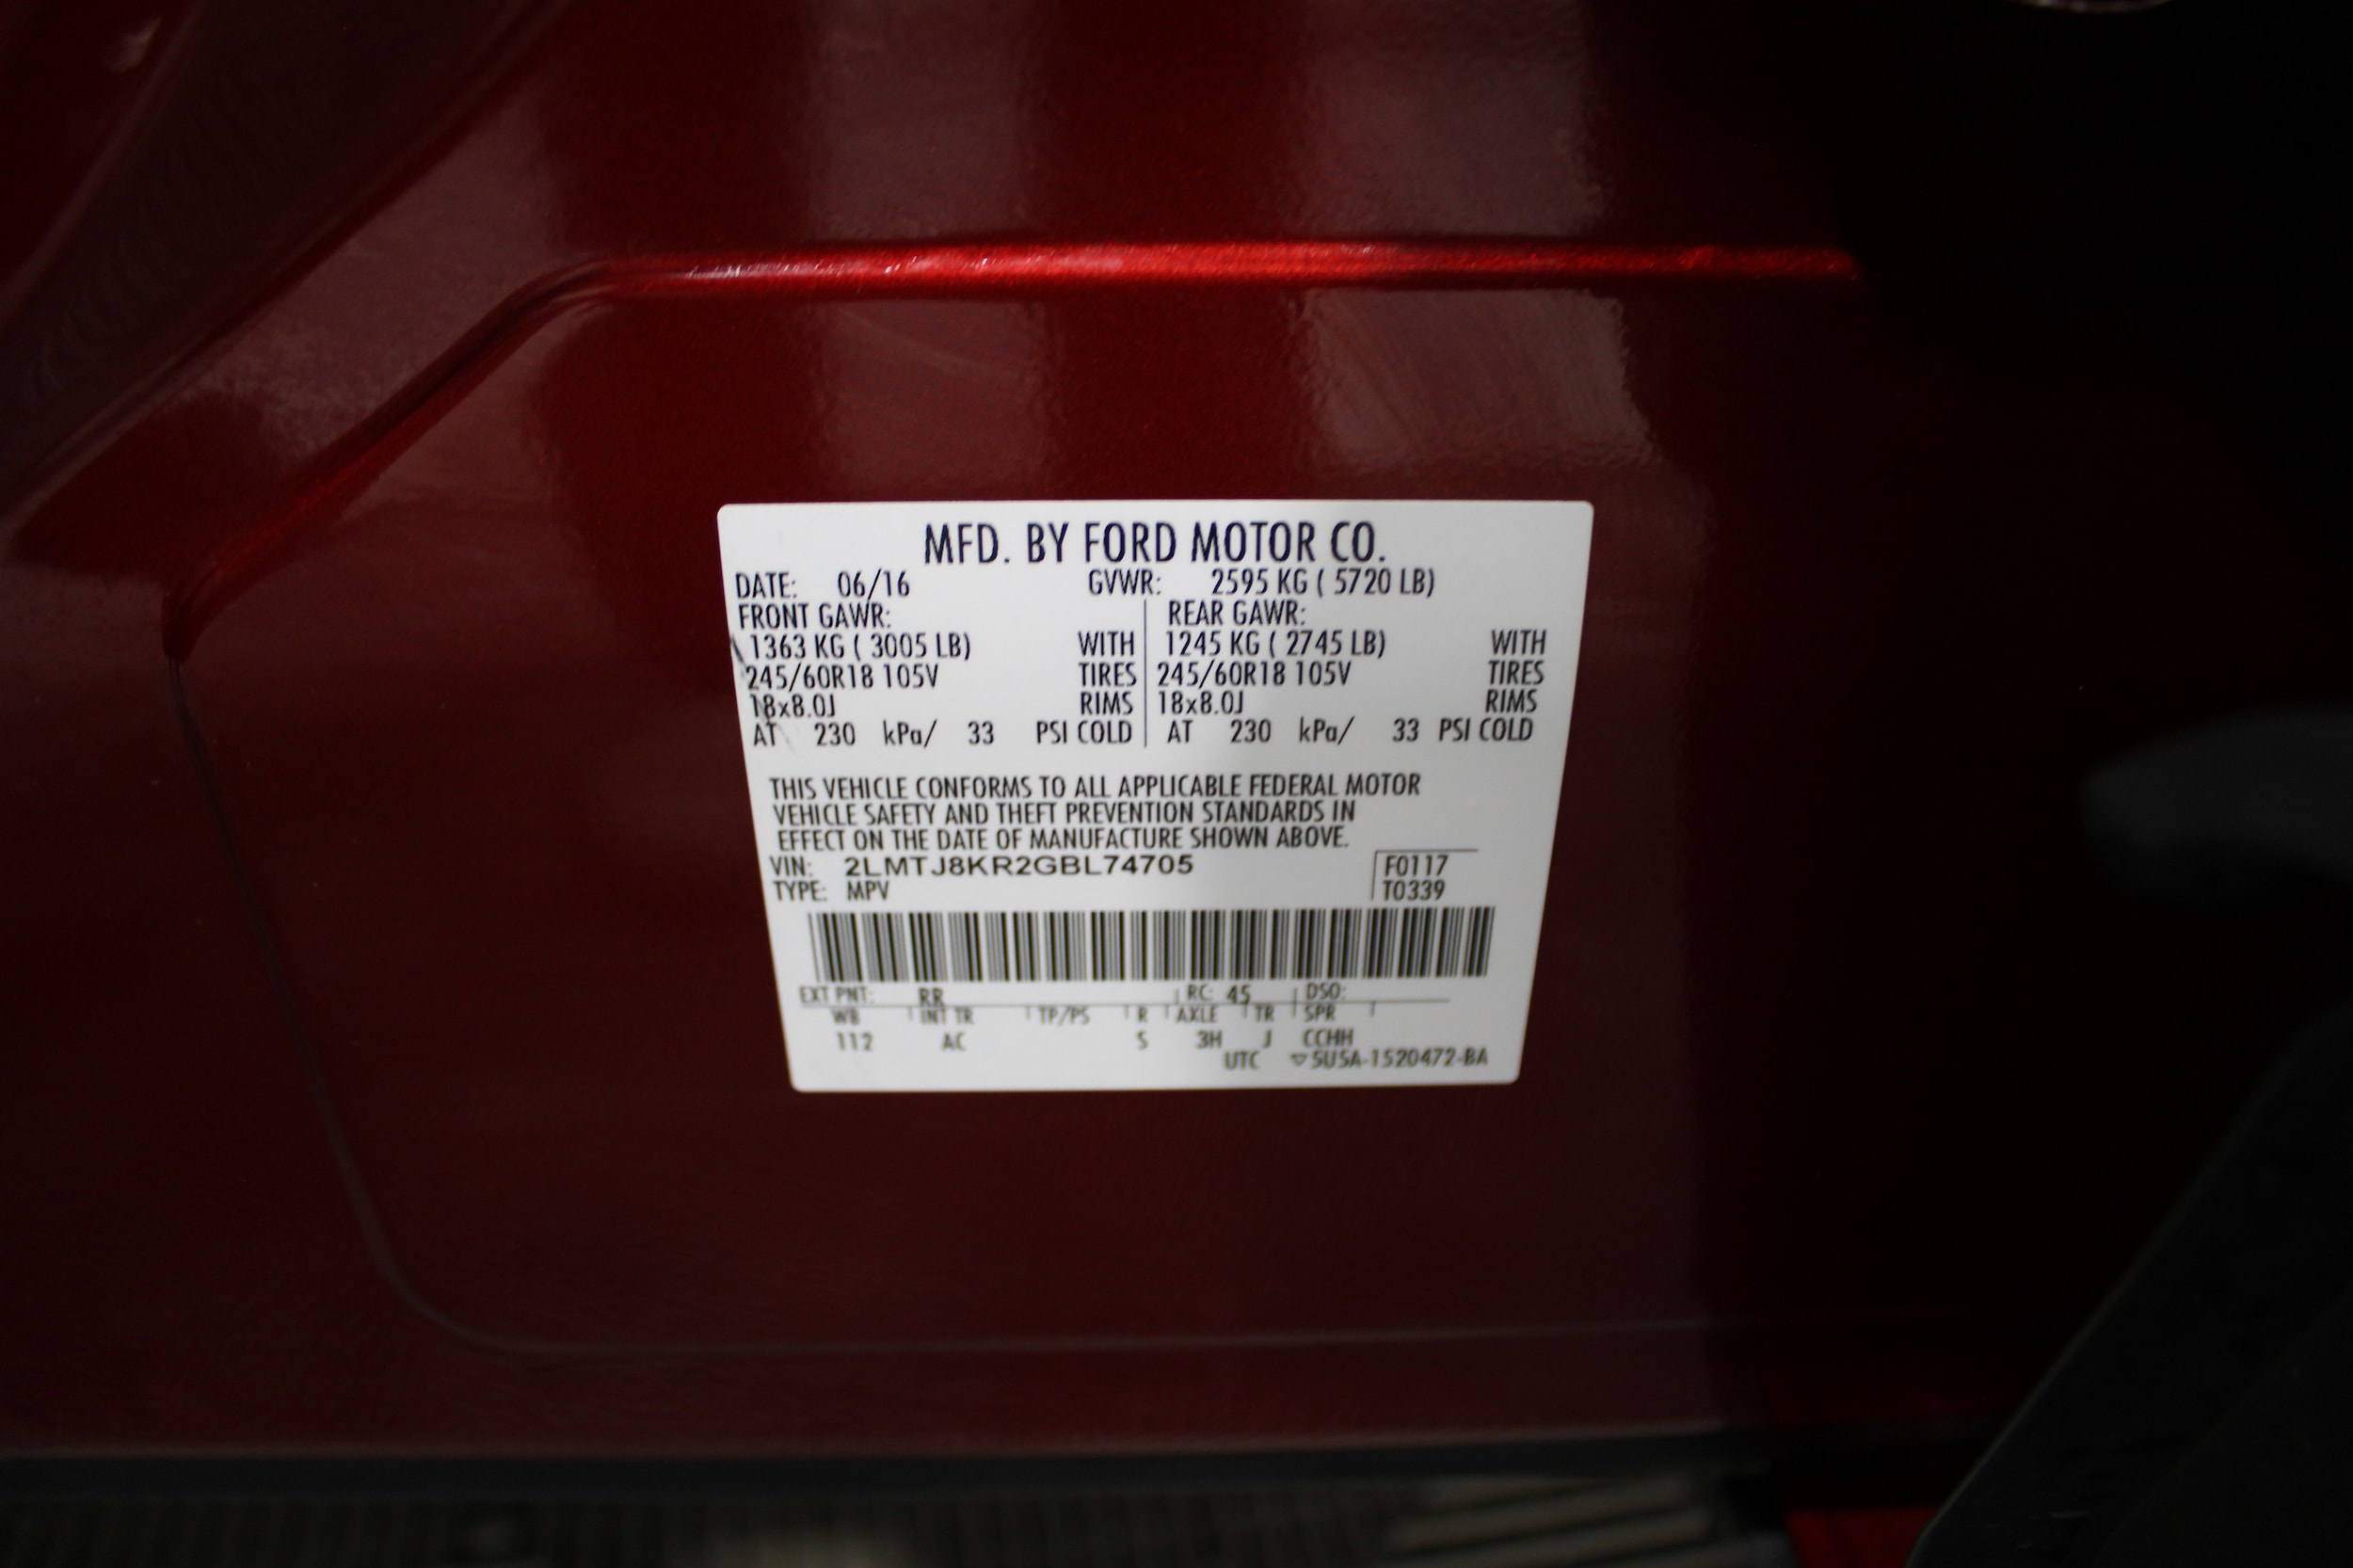 MFD. BY FORD MOTOR CO.
DATE: 06/16 GVWR: 2595 KG ( 5720 LB)
FRONT GAWR: REAR GAWR:
1363 KG ( 3005 LB) WITH 1245 KG ( 2745 LB) WITH
245/60R18 105V TIRES 245/60R18 105V TIRES
18x8.0J RIMS 18x8.0J RIMS
AT 230 kPa/ 33 PSI COLD AT 230 kPa/ 33 PSI COLD
THIS VEHICLE CONFORMS TO ALL APPLICABLE FEDERAL MOTOR
VEHICLE SAFETY AND THEFT PREVENTION STANDARDS IN
EFFECT ON THE DATE OF MANUFACTURE SHOWN ABOVE.
VIN: 2LMTJ8KR2GBL74705 F0117
TYPE: MPV T0339
EXT PNT: RR RC: 45 DSO:
WB INT TR TP/PS R AXLE TR SPR
112 AC S 3H J CCHH
UTC ▽5USA-1520472-BA